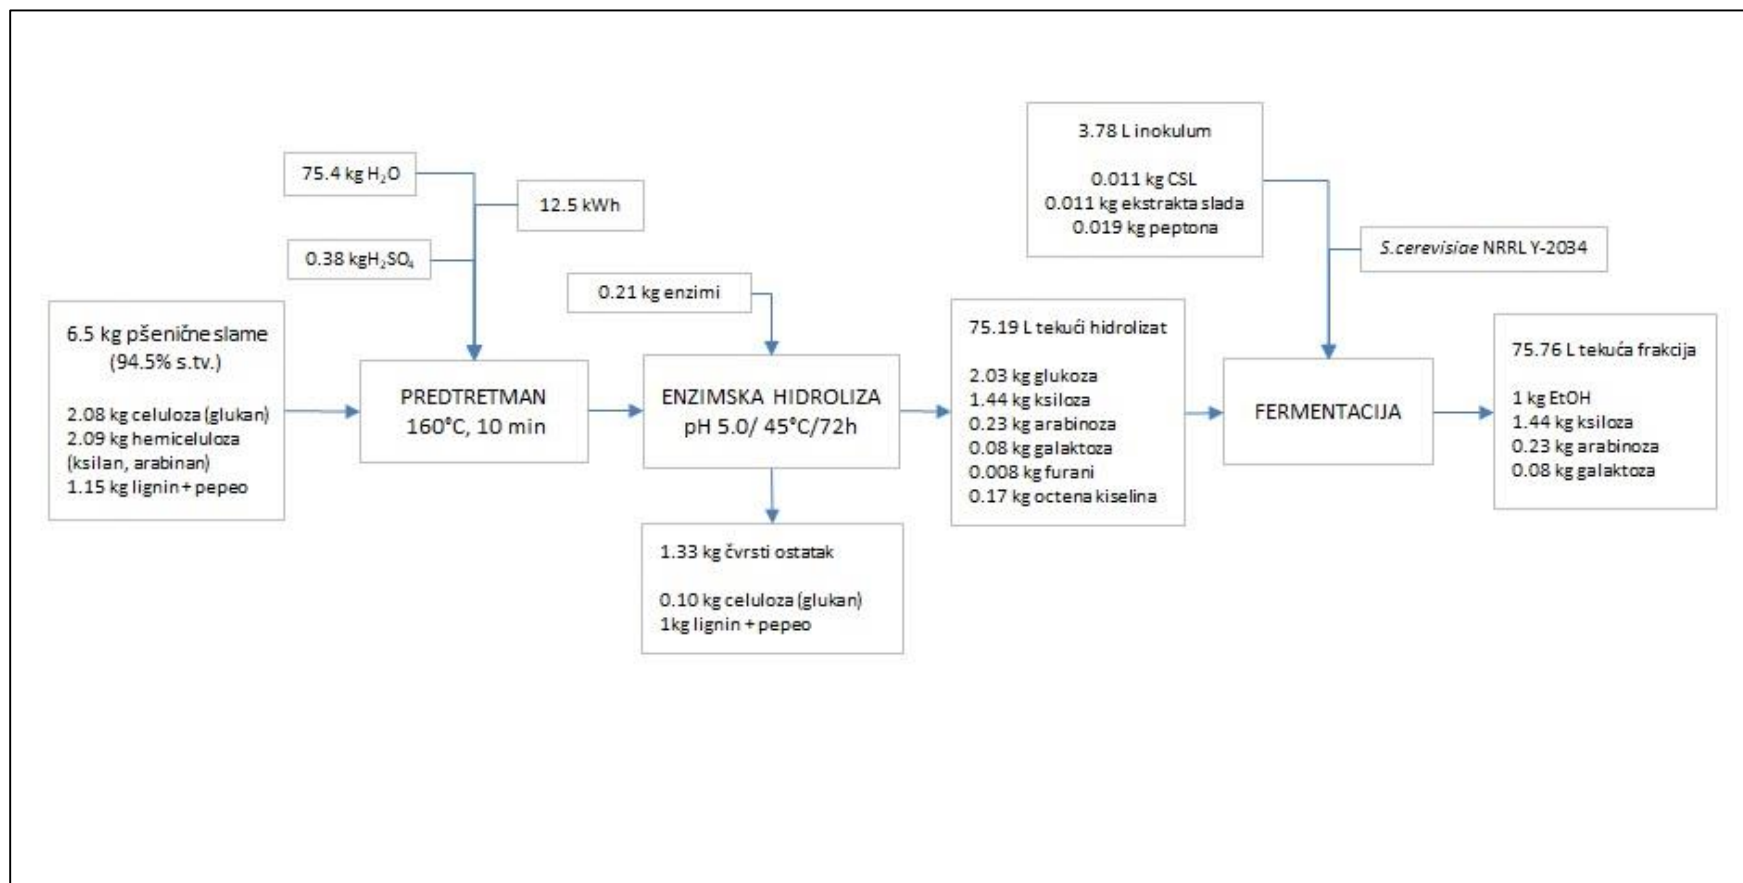 75.4 kg H₂O
12.5 kWh
0.38 kgH₂SO₄
6.5 kg pšenične slame
(94.5% s.tv.)
2.08 kg celuloza (glukan)
2.09 kg hemiceluloza
(ksilan, arabinan)
1.15 kg lignin + pepeo
PREDTRETMAN
160°C, 10 min
0.21 kg enzimi
ENZIMSKA HIDROLIZA
pH 5.0/ 45°C/72h
1.33 kg čvrsti ostatak
0.10 kg celuloza (glukan)
1kg lignin + pepeo
75.19 L tekući hidrolizat
2.03 kg glukoza
1.44 kg ksiloza
0.23 kg arabinoza
0.08 kg galaktoza
0.008 kg furani
0.17 kg octena kiselina
3.78 L inokulum
0.011 kg CSL
0.011 kg ekstrakta slada
0.019 kg peptona
S.cerevisiae NRRL Y-2034
FERMENTACIJA
75.76 L tekuća frakcija
1 kg EtOH
1.44 kg ksiloza
0.23 kg arabinoza
0.08 kg galaktoza